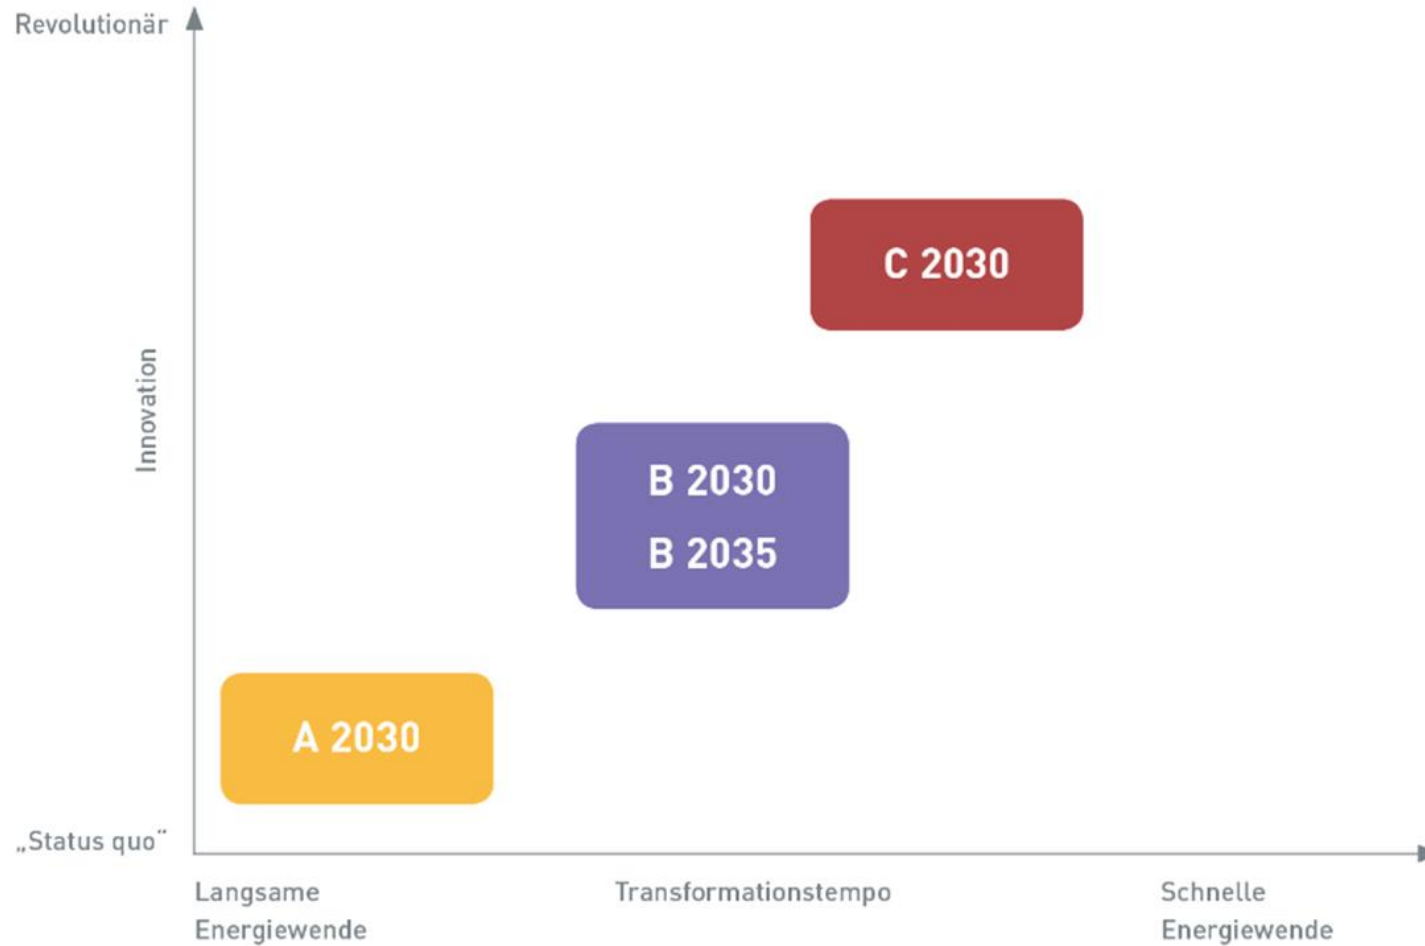 Revolutionär
C 2030
Innovation
B 2030
B 2035
A 2030
„Status quo“
Langsame
Energiewende
Transformationstempo
Schnelle
Energiewende